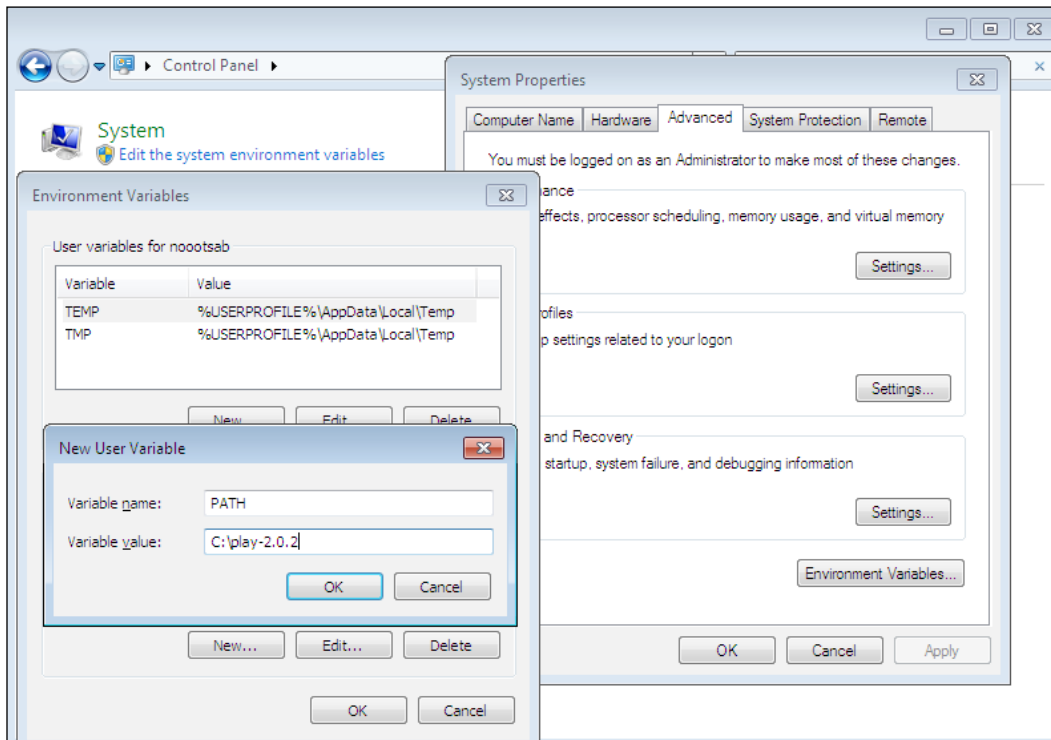 Control Panel
System
Edit the system environment variables
System Properties
Computer Name Hardware Advanced System Protection Remote
You must be logged on as an Administrator to make most of these changes.
effects, processor scheduling, memory usage, and virtual memory
Settings...
settings related to your logon
Settings...
and Recovery
startup, system failure, and debugging information
Settings...
Environment Variables...
OK Cancel Apply
Environment Variables
User variables for noootsab
Variable Value
TEMP %USERPROFILE%\AppData\Local\Temp
TMP %USERPROFILE%\AppData\Local\Temp
New Edit Delete
New User Variable
Variable name: PATH
Variable value: C:\play-2.0.2
OK Cancel
New... Edit... Delete
OK Cancel